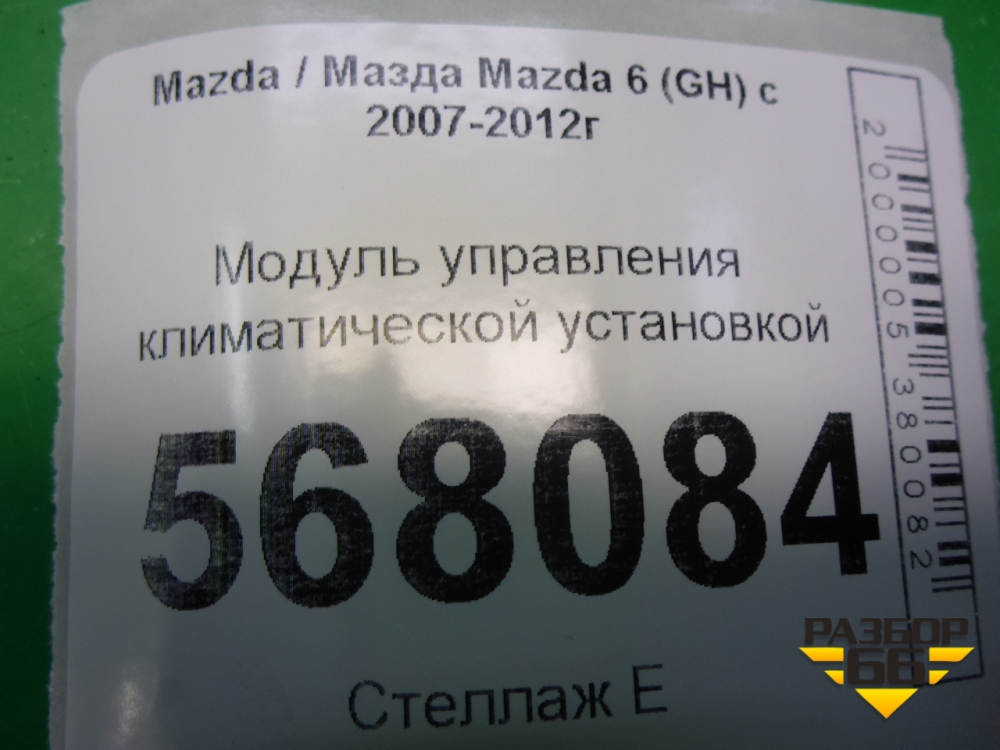 Mazda / Мазда Mazda 6 (GH) с
2007-2012г
Модуль управления
климатической установкой
568084
Стеллаж Е
2000005380082
РАЗБОР
66